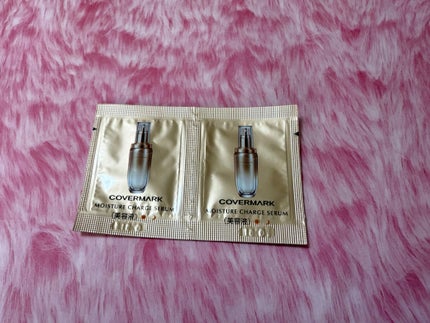 COVERMARK
MOISTURE CHARGE SERUM
(美容液)
COVERMARK
MOISTURE CHARGE SERUM
(美容液)